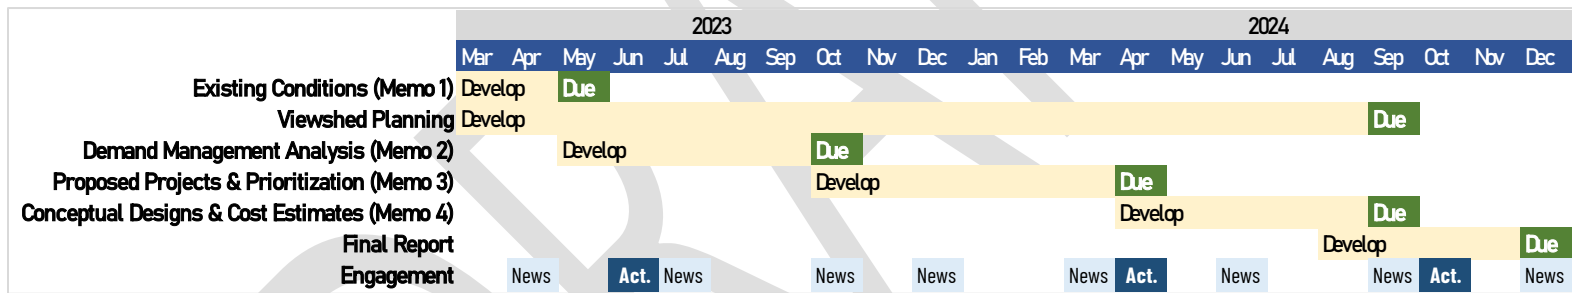 2023 2024
Mar Apr May Jun Jul Aug Sep Oct Nov Dec Jan Feb Mar Apr May Jun Jul Aug Sep Oct Nov Dec
Existing Conditions (Memo 1) Develop Due
Viewshed Planning Develop Due
Demand Management Analysis (Memo 2) Develop Due
Proposed Projects & Prioritization (Memo 3) Develop Due
Conceptual Designs & Cost Estimates (Memo 4) Develop Due
Final Report Develop Due
Engagement News Act. News News News News Act. News News Act. News